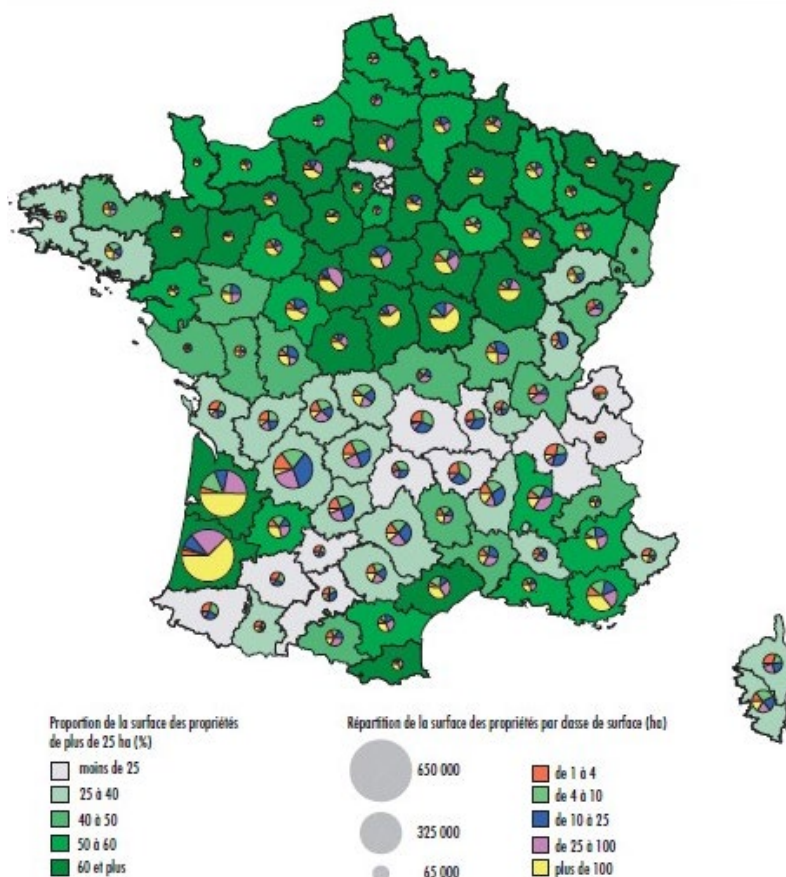 Proportion de la surface des propriétés
de plus de 25 ha (%)
moins de 25
25 à 40
40 à 50
50 à 60
60 et plus
Répartition de la surface des propriétés par classe de surface (ha)
650 000
325 000
65 000
de 1 à 4
de 4 à 10
de 10 à 25
de 25 à 100
plus de 100